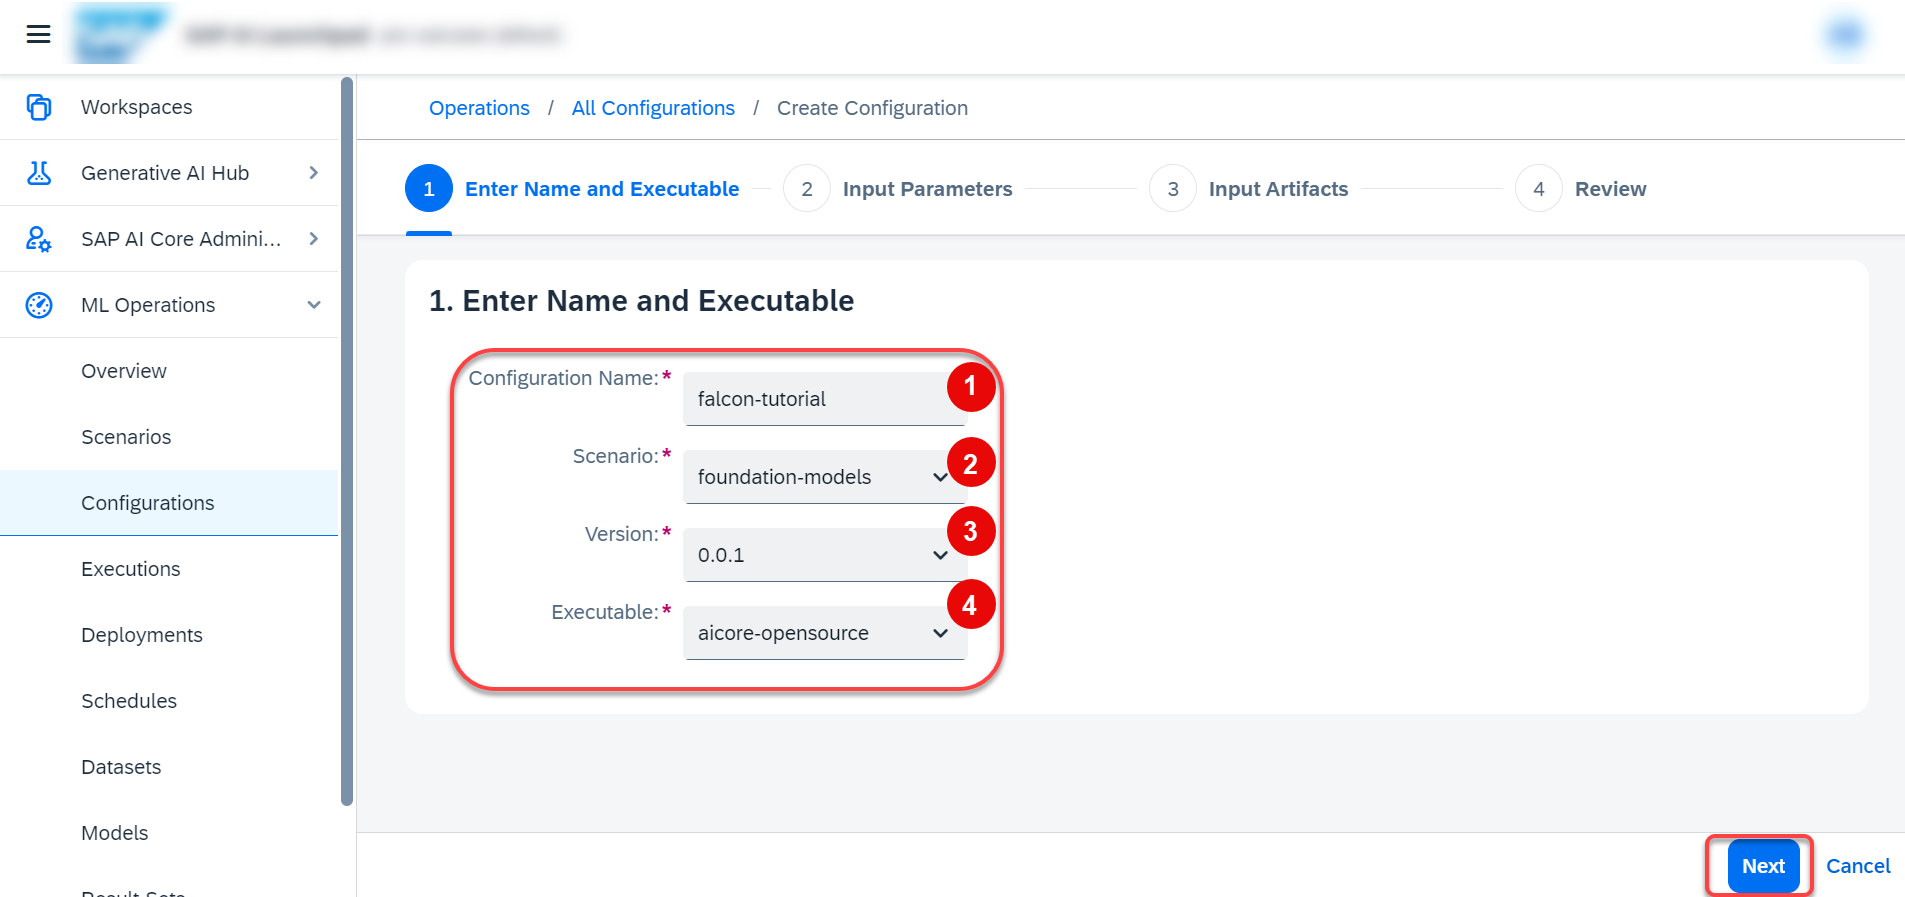 Workspaces
Generative AI Hub
SAP AI Core Admini...
ML Operations
Overview
Scenarios
Configurations
Executions
Deployments
Schedules
Datasets
Models
Operations / All Configurations / Create Configuration
1 Enter Name and Executable 2 Input Parameters 3 Input Artifacts 4 Review
1. Enter Name and Executable
Configuration Name:* falcon-tutorial 1
Scenario:* foundation-models 2
Version:* 0.0.1 3
Executable:* aicore-opensource 4
Next Cancel